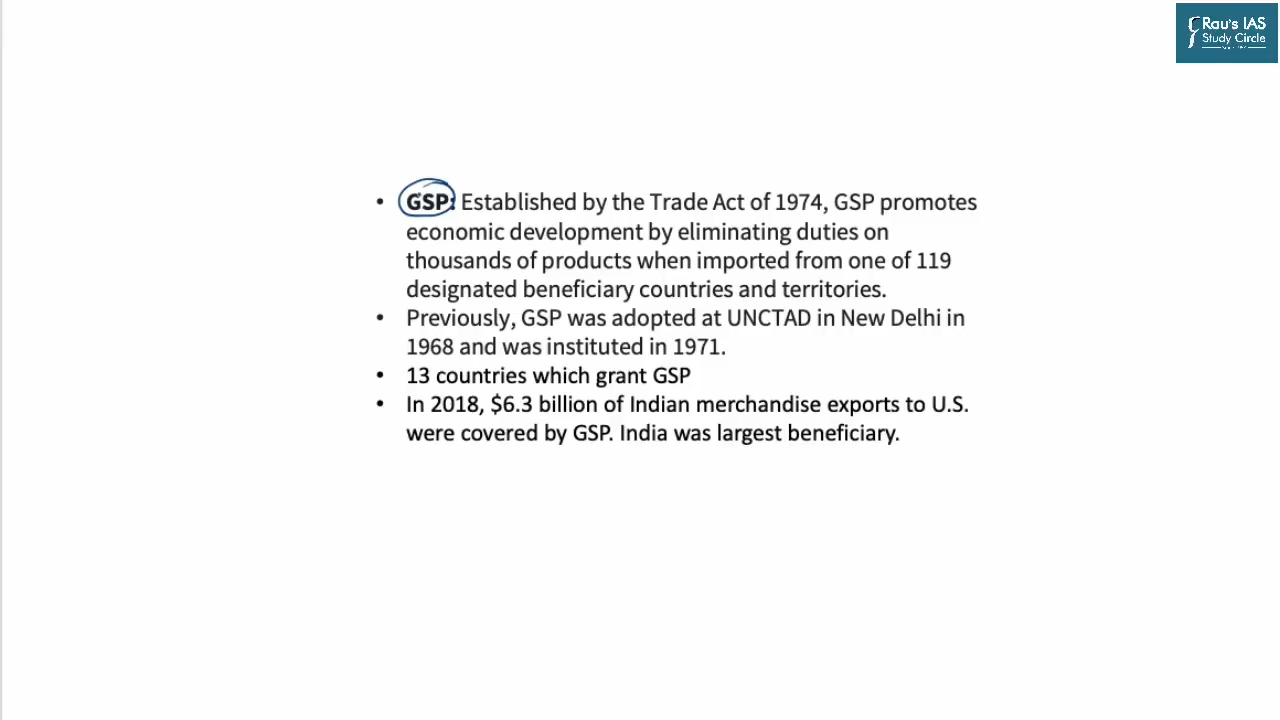 Rau's IAS
Study Circle
• GSP: Established by the Trade Act of 1974, GSP promotes
economic development by eliminating duties on
thousands of products when imported from one of 119
designated beneficiary countries and territories.
• Previously, GSP was adopted at UNCTAD in New Delhi in
1968 and was instituted in 1971.
• 13 countries which grant GSP
• In 2018, $6.3 billion of Indian merchandise exports to U.S.
were covered by GSP. India was largest beneficiary.